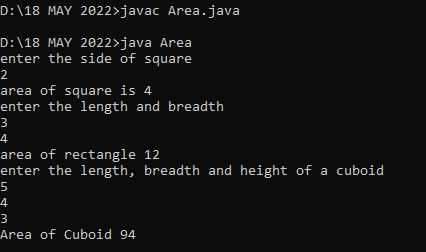 D:\18 MAY 2022>javac Area.java
D:\18 MAY 2022>java Area
enter the side of square
2
area of square is 4
enter the length and breadth
3
4
area of rectangle 12
enter the length, breadth and height of a cuboid
5
4
3
Area of Cuboid 94